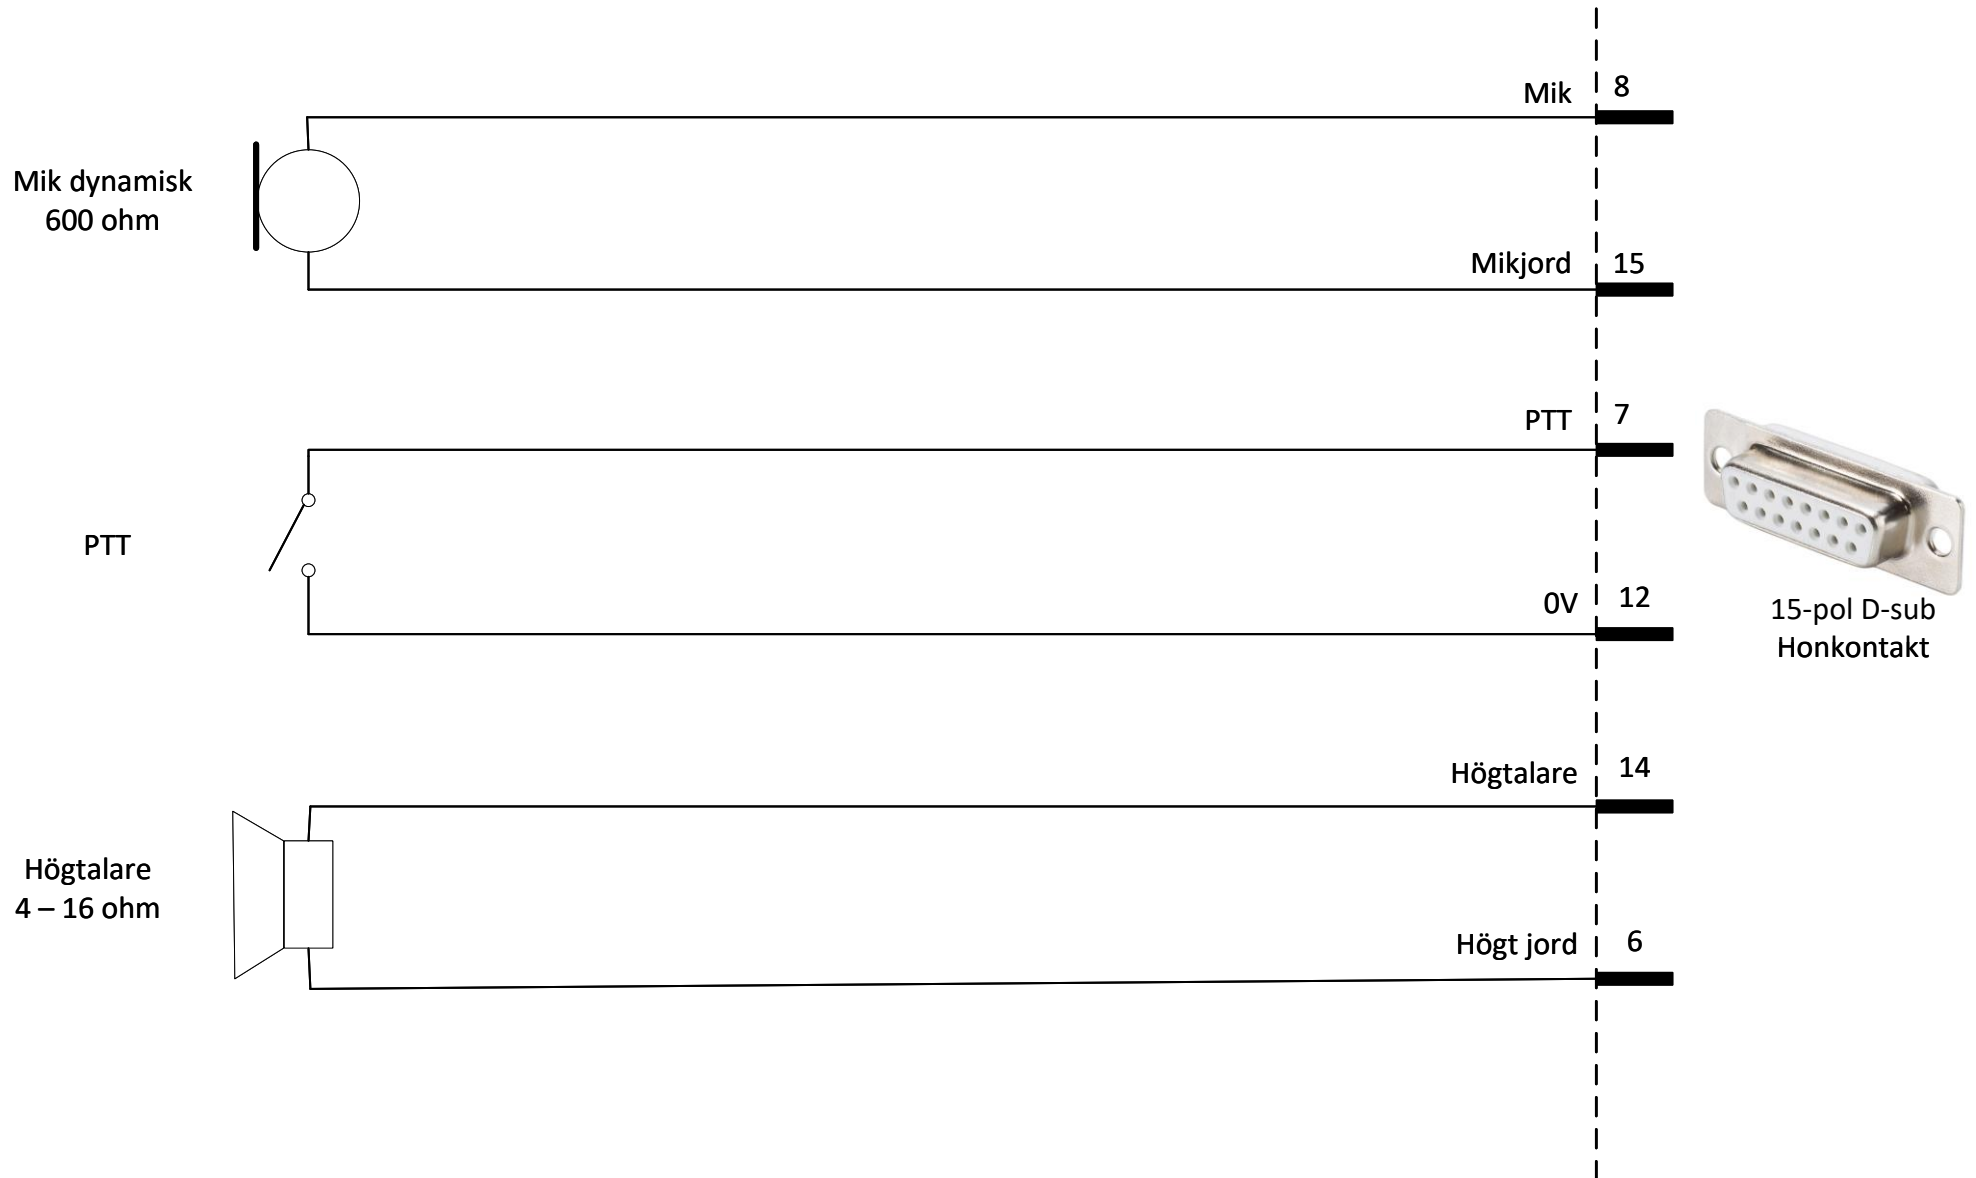 Mik
8
Mik dynamisk
600 ohm
Mikjord
15
PTT
7
PTT
0V
12
15-pol D-sub
Honkontakt
Högtalare
14
Högtalare
4 – 16 ohm
Högt jord
6